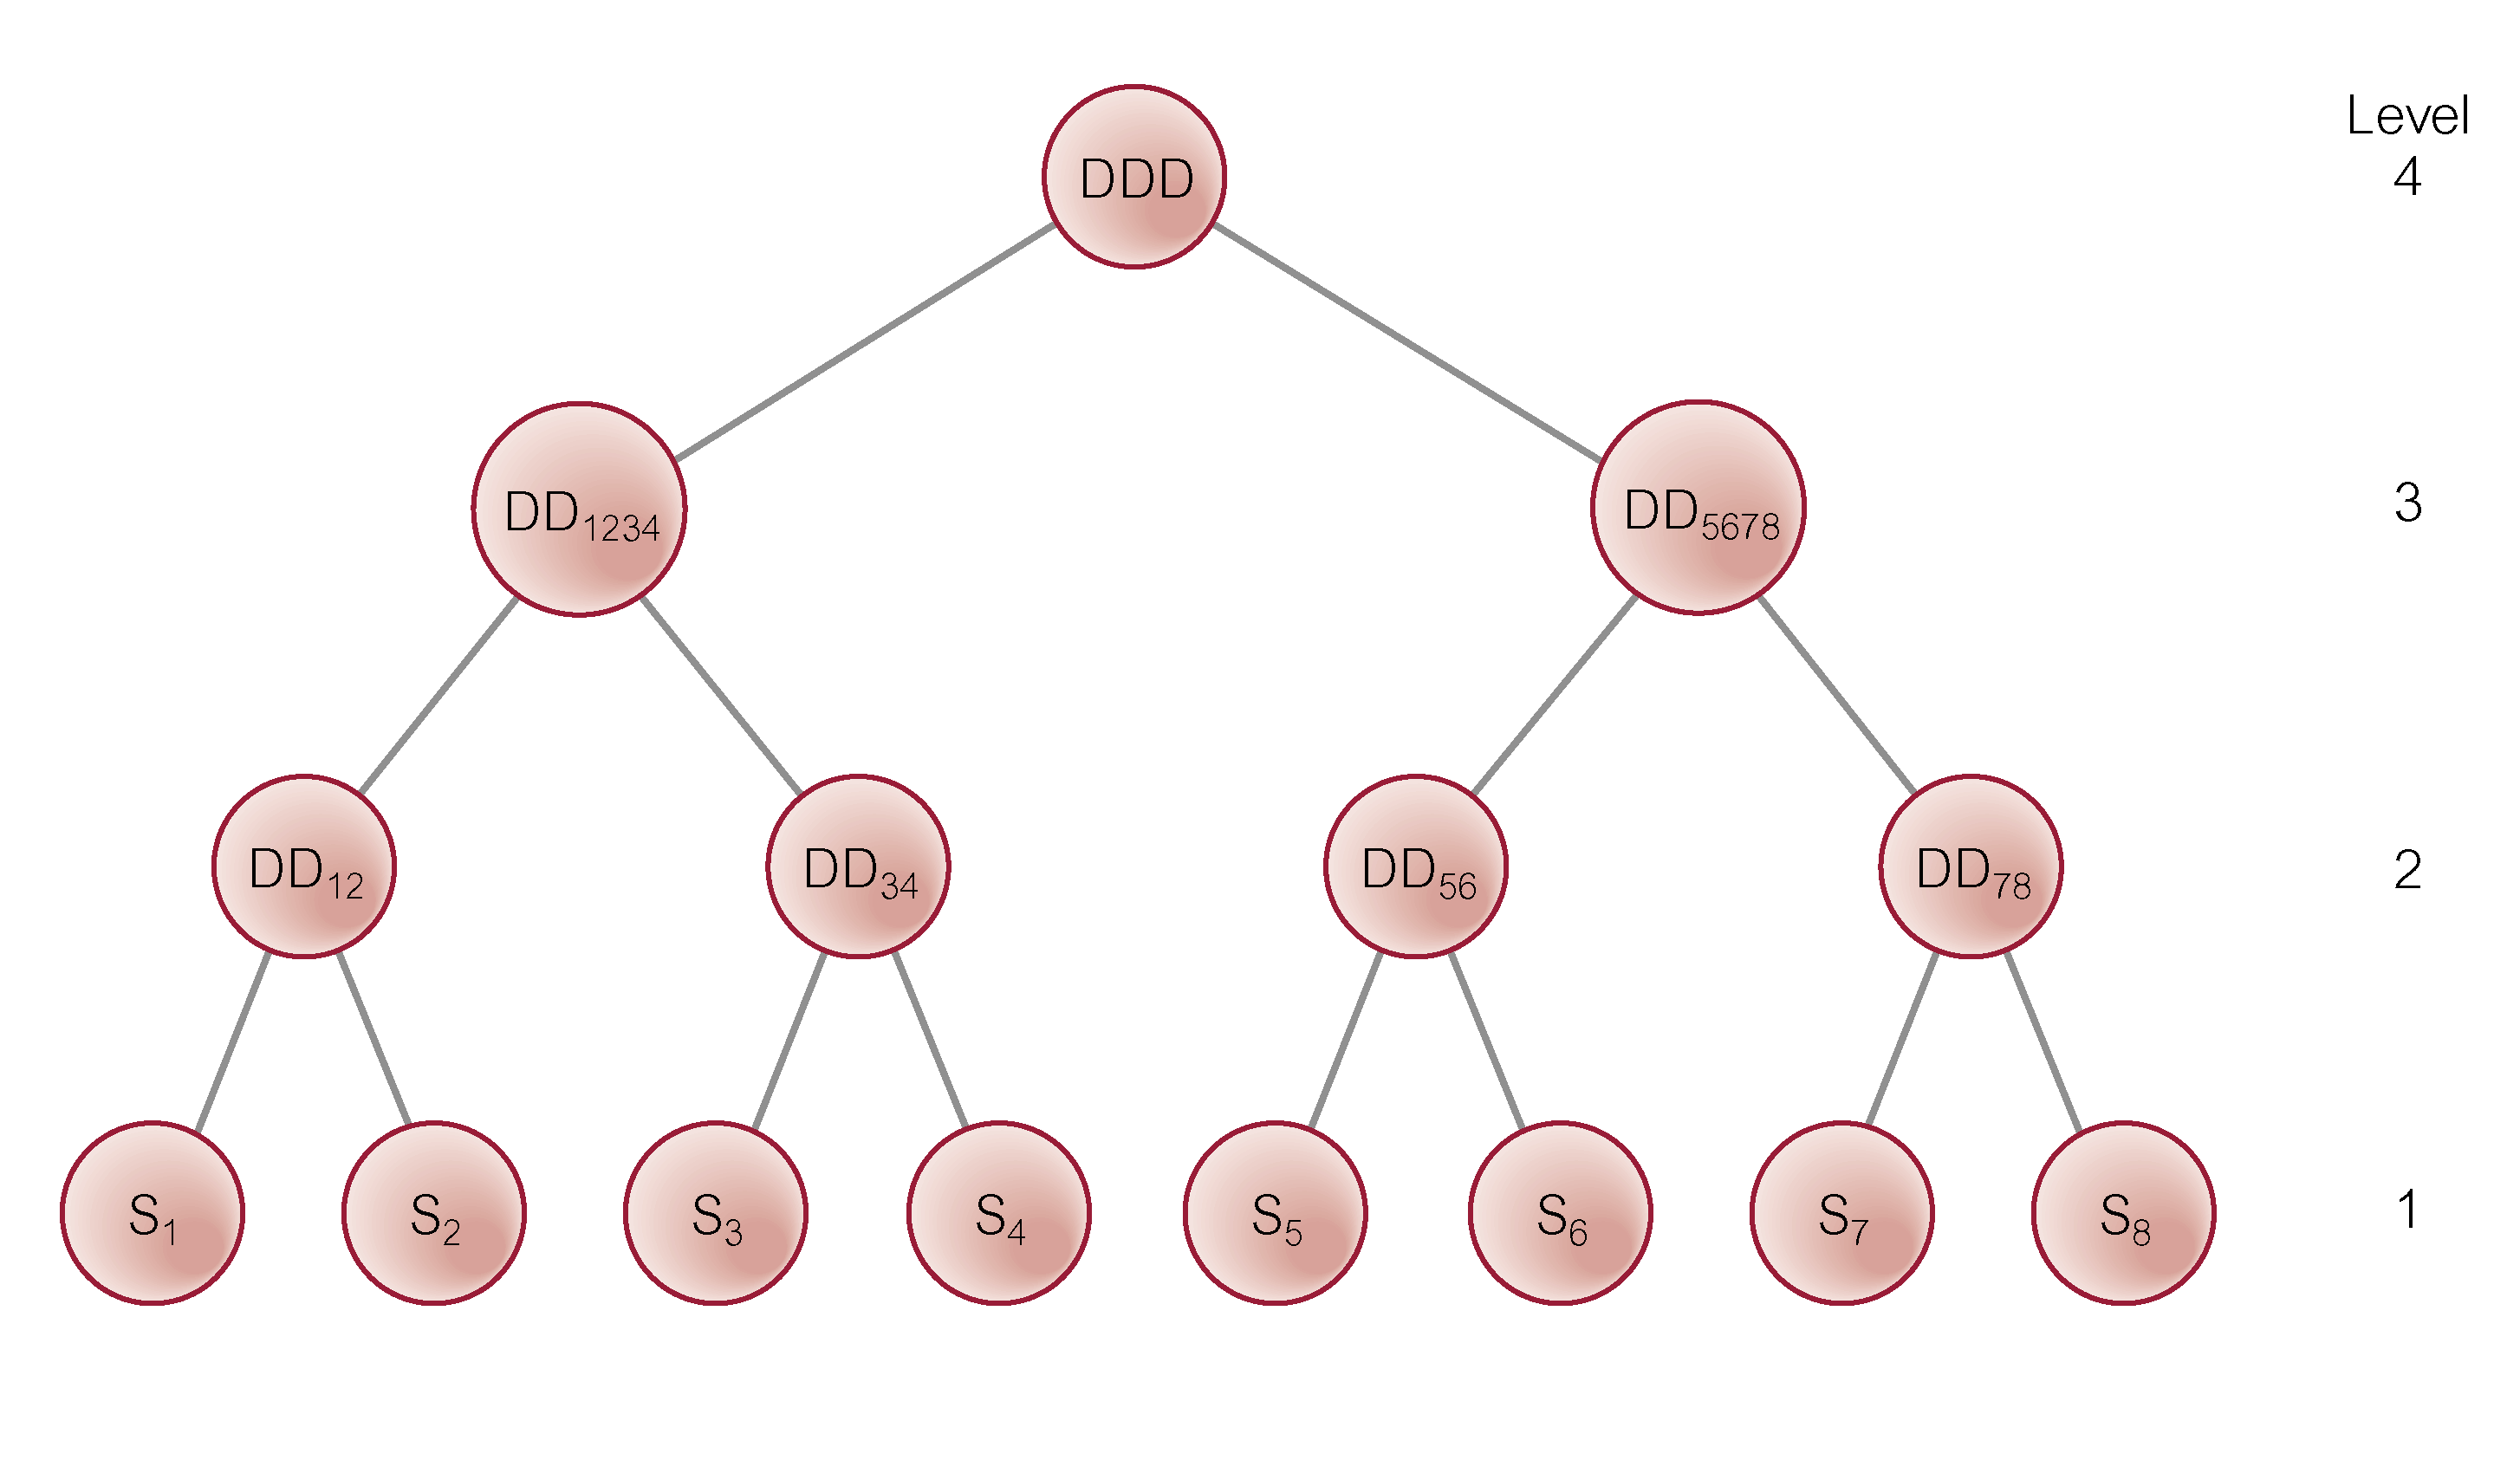 Level
DDD 4
DD₁₂₃₄ DD₅₆₇₈ 3
DD₁₂ DD₃₄ DD₅₆ DD₇₈ 2
S₁ S₂ S₃ S₄ S₅ S₆ S₇ S₈ 1